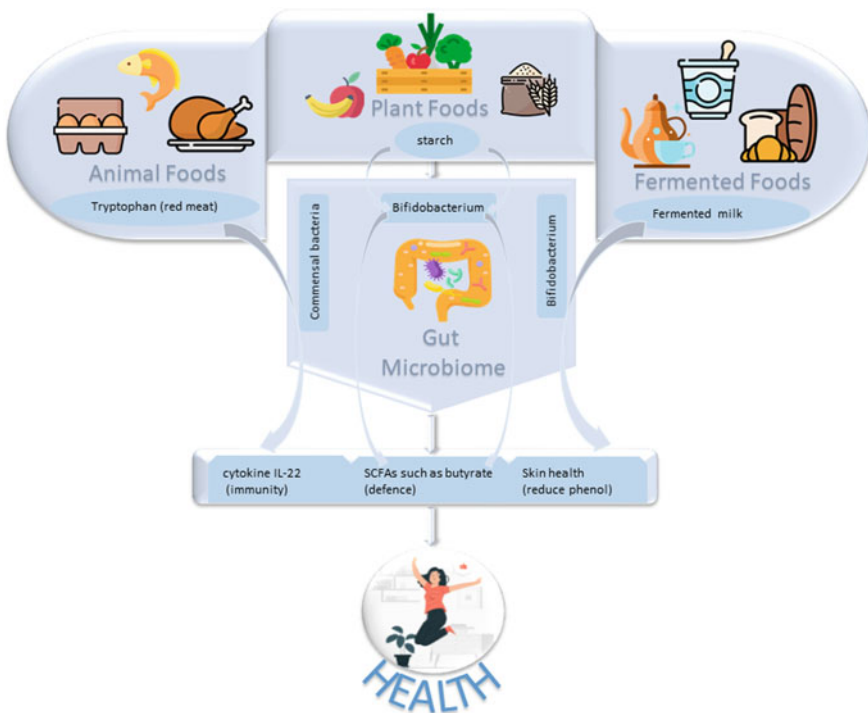 Plant Foods
starch
Animal Foods
Tryptophan (red meat)
Fermented Foods
Fermented milk
Commensal bacteria
Bifidobacterium
Bifidobacterium
Gut
Microbiome
cytokine IL-22
(immunity)
SCFAs such as butyrate
(defence)
Skin health
(reduce phenol)
HEALTH